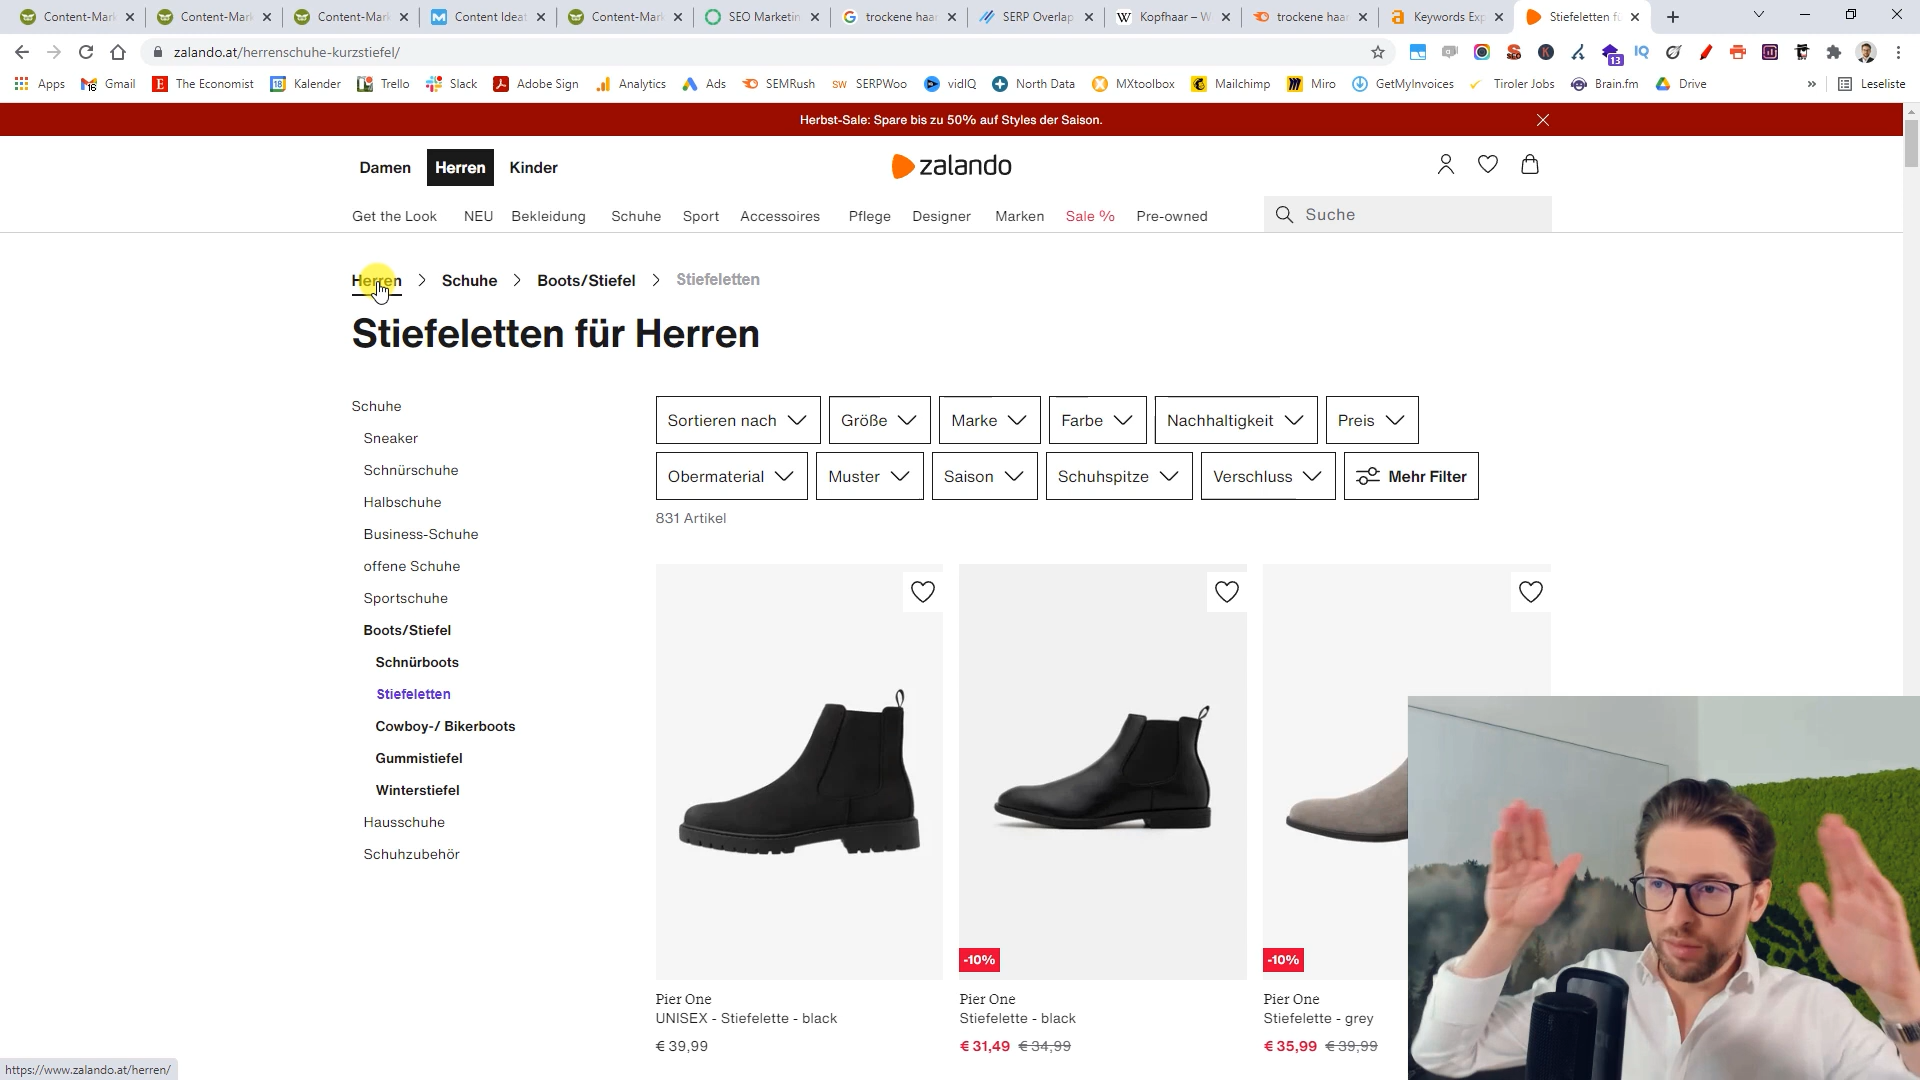 Content-Mark
Content-Mark
Content-Mark
Content Ideat
Content-Mark
SEO Marketin
trockene haa
SERP Overlap
Kopfhaar – W
trockene haa
Keywords Exp
Stiefeletten fü
zalando.at/herrenschuhe-kurzstiefel/
13
Apps
Gmail
The Economist
Kalender
Trello
Slack
Adobe Sign
Analytics
Ads
SEMRush
SERPWoo
vidIQ
North Data
MXtoolbox
Mailchimp
Miro
GetMyInvoices
Tiroler Jobs
Brain.fm
Drive
»
Leseliste
Herbst-Sale: Spare bis zu 50% auf Styles der Saison.
Damen
Herren
Kinder
zalando
Get the Look
NEU
Bekleidung
Schuhe
Sport
Accessoires
Pflege
Designer
Marken
Sale %
Pre-owned
Suche
Herren > Schuhe > Boots/Stiefel > Stiefeletten
Stiefeletten für Herren
Schuhe
Sneaker
Schnürschuhe
Halbschuhe
Business-Schuhe
offene Schuhe
Sportschuhe
Boots/Stiefel
Schnürboots
Stiefeletten
Cowboy-/ Bikerboots
Gummistiefel
Winterstiefel
Hausschuhe
Schuhzubehör
Sortieren nach
Größe
Marke
Farbe
Nachhaltigkeit
Preis
Obermaterial
Muster
Saison
Schuhspitze
Verschluss
Mehr Filter
831 Artikel
Pier One
UNISEX - Stiefelette - black
€ 39,99
-10%
Pier One
Stiefelette - black
€ 31,49 € 34,99
-10%
Pier One
Stiefelette - grey
€ 35,99 € 39,99
https://www.zalando.at/herren/